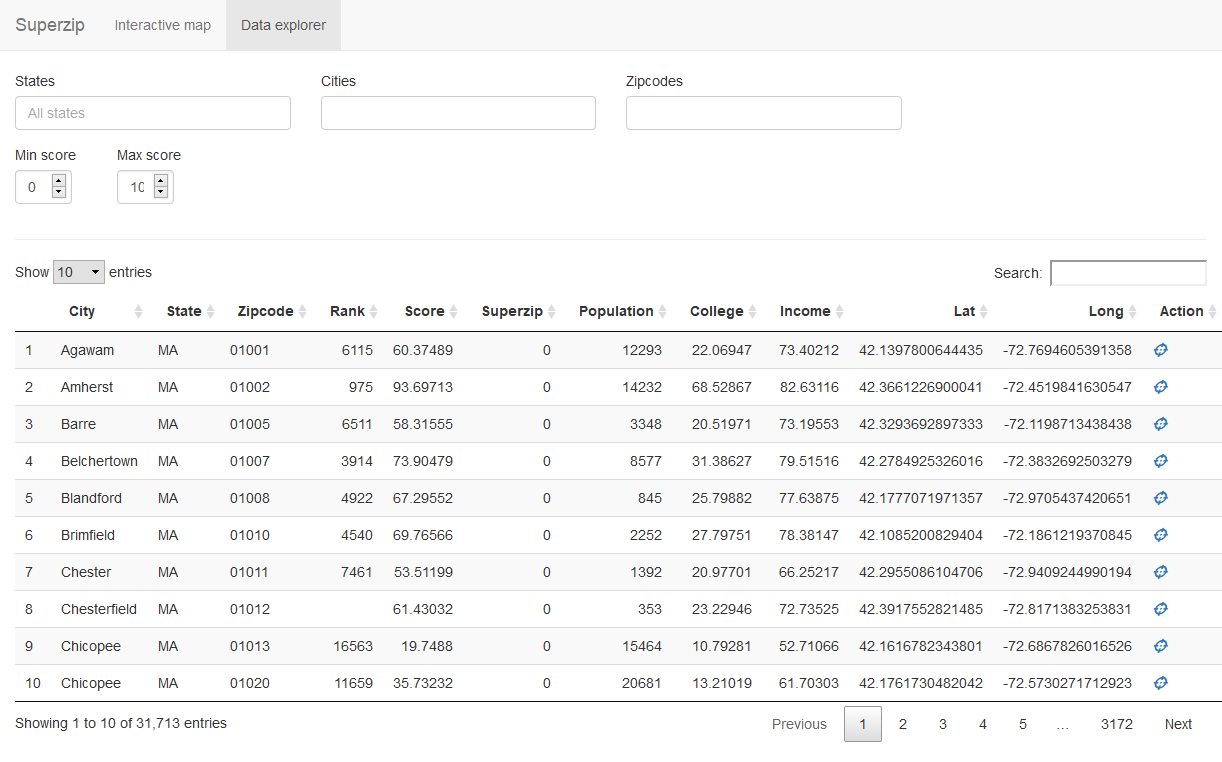 Superzip Interactive map Data explorer
States Cities Zipcodes
All states
Min score Max score
0 10
Show 10 entries Search:
City State Zipcode Rank Score Superzip Population College Income Lat Long Action
1 Agawam MA 01001 6115 60.37489 0 12293 22.06947 73.40212 42.1397800644435 -72.7694605391358
2 Amherst MA 01002 975 93.69713 0 14232 68.52867 82.63116 42.3661226900041 -72.4519841630547
3 Barre MA 01005 6511 58.31555 0 3348 20.51971 73.19553 42.3293692897333 -72.1198713438438
4 Belchertown MA 01007 3914 73.90479 0 8577 31.38627 79.51516 42.2784925326016 -72.3832692503279
5 Blandford MA 01008 4922 67.29552 0 845 25.79882 77.63875 42.1777071971357 -72.9705437420651
6 Brimfield MA 01010 4540 69.76566 0 2252 27.79751 78.38147 42.1085200829404 -72.1861219370845
7 Chester MA 01011 7461 53.51199 0 1392 20.97701 66.25217 42.2955086104706 -72.9409244990194
8 Chesterfield MA 01012 61.43032 0 353 23.22946 72.73525 42.3917552821485 -72.8171383253831
9 Chicopee MA 01013 16563 19.7488 0 15464 10.79281 52.71066 42.1616782343801 -72.6867826016526
10 Chicopee MA 01020 11659 35.73232 0 20681 13.21019 61.70303 42.1761730482042 -72.5730271712923
Showing 1 to 10 of 31,713 entries Previous 1 2 3 4 5 … 3172 Next